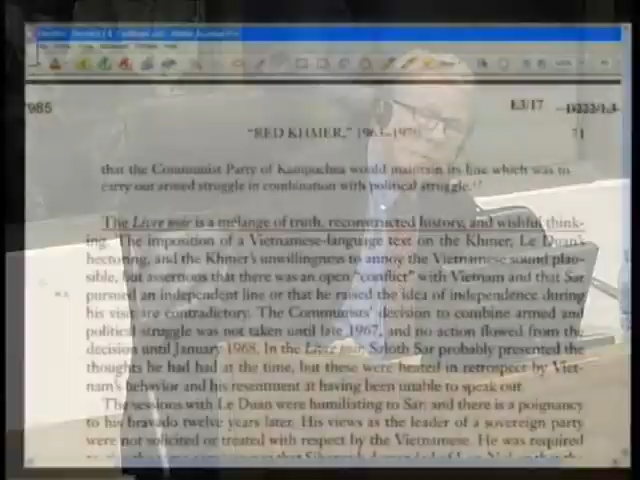 985
E3/17 D222/1.3
"RED KHMER," 1963–1970 71
that the Communist Party of Kampuchea would maintain its line which was to
carry out armed struggle in combination with political struggle.
The Livre noir is a mélange of truth, reconstructed history, and wishful think-
ing. The imposition of a Vietnamese-language text on the Khmer, Le Duan's
hectoring, and the Khmer's unwillingness to annoy the Vietnamese sound plau-
sible, but assertions that there was an open "conflict" with Vietnam and that Sar
pursued an independent line or that he raised the idea of independence during
his visit are contradictory. The Communists' decision to combine armed and
political struggle was not taken until late 1967, and no action flowed from the
decision until January 1968. In the Livre noir Saloth Sar probably presented the
thoughts he had had at the time, but these were heated in retrospect by Viet-
nam's behavior and his resentment at having been unable to speak out.
The sessions with Le Duan were humiliating to Sar, and there is a poignancy
to his bravado twelve years later. His views as the leader of a sovereign party
were not solicited or treated with respect by the Vietnamese. He was required